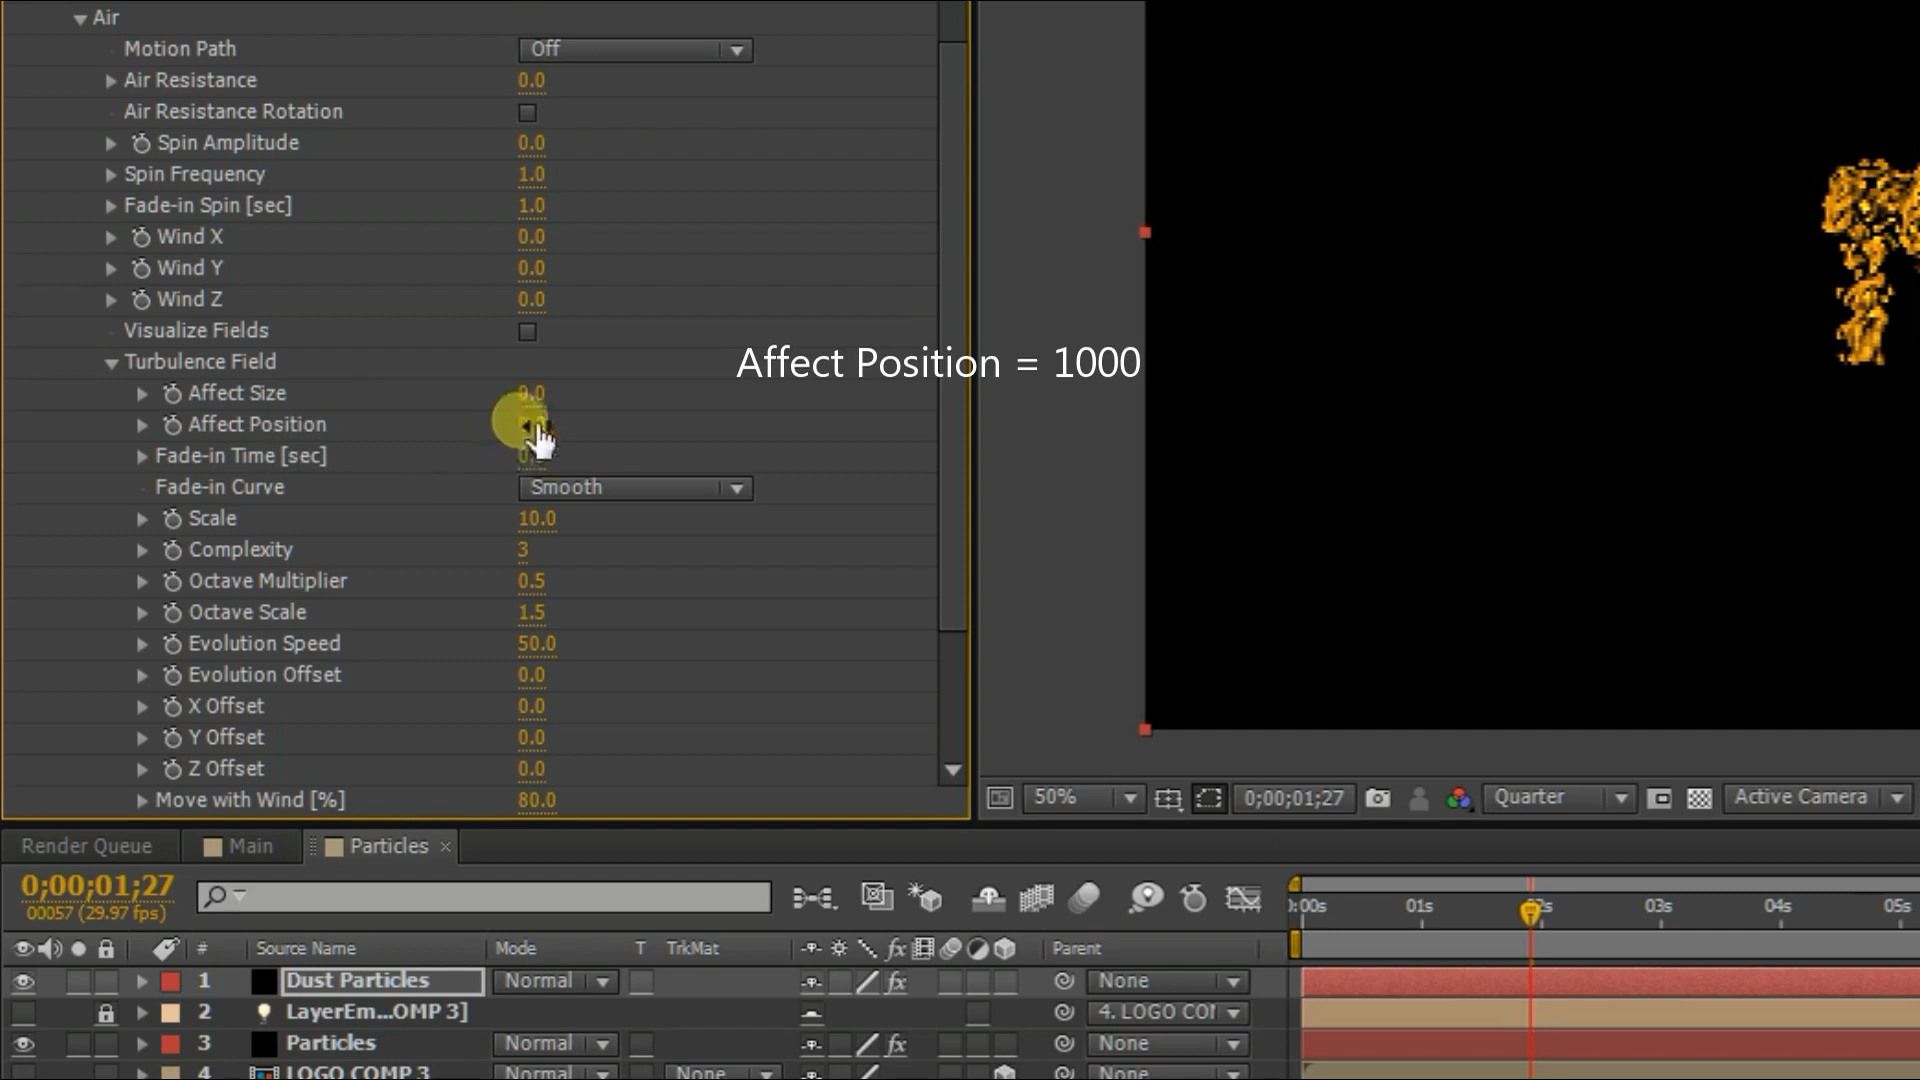 Air
Motion Path Off
Air Resistance 0.0
Air Resistance Rotation
Spin Amplitude 0.0
Spin Frequency 1.0
Fade-in Spin [sec] 1.0
Wind X 0.0
Wind Y 0.0
Wind Z 0.0
Visualize Fields
Turbulence Field
Affect Position = 1000
Affect Size 0.0
Affect Position
Fade-in Time [sec]
Fade-in Curve Smooth
Scale 10.0
Complexity 3
Octave Multiplier 0.5
Octave Scale 1.5
Evolution Speed 50.0
Evolution Offset 0.0
X Offset 0.0
Y Offset 0.0
Z Offset 0.0
Move with Wind [%] 80.0
50% 0;00;01;27 Quarter Active Camera
Render Queue Main Particles ×
0;00;01;27
00057 (29.97 fps)
):00s 01s 2s 03s 04s 05s
# Source Name Mode T TrkMat fx Parent
1 Dust Particles Normal fx None
2 LayerEm...OMP 3] 4. LOGO COI
3 Particles Normal fx None
4 LOGO COMP 3 Normal None None